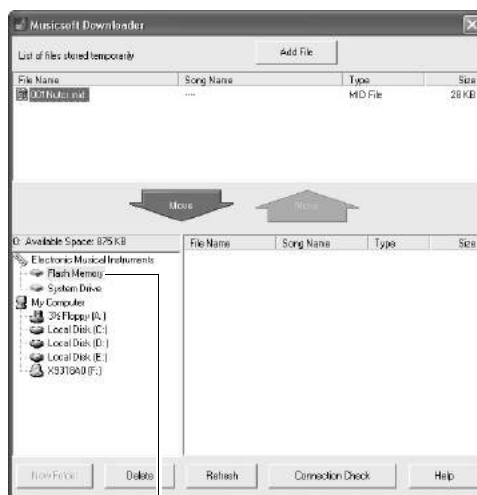 Musicsoft Downloader
List of files stored temporarily
Add File
File Name Song Name Type Size
001Nutcr.mid ---- MID File 28 KB
Move Move
0: Available Space: 875 KB
File Name Song Name Type Size
Electronic Musical Instruments
Flash Memory
System Drive
My Computer
3½ Floppy (A:)
Local Disk (C:)
Local Disk (D:)
Local Disk (E:)
X9316A0 (F:)
New Folder Delete Refresh Connection Check Help